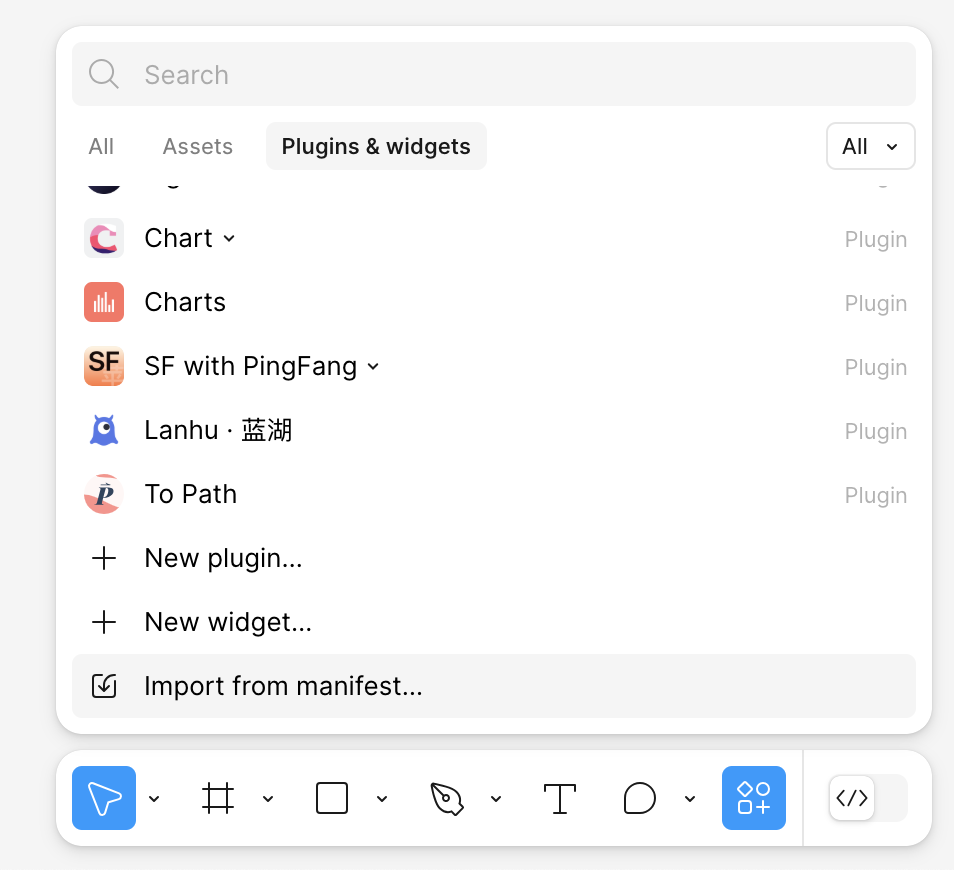 Search
All
Assets
Plugins & widgets
All
Chart
Plugin
Charts
Plugin
SF
SF with PingFang
Plugin
Lanhu · 蓝湖
Plugin
To Path
Plugin
New plugin...
New widget...
Import from manifest...